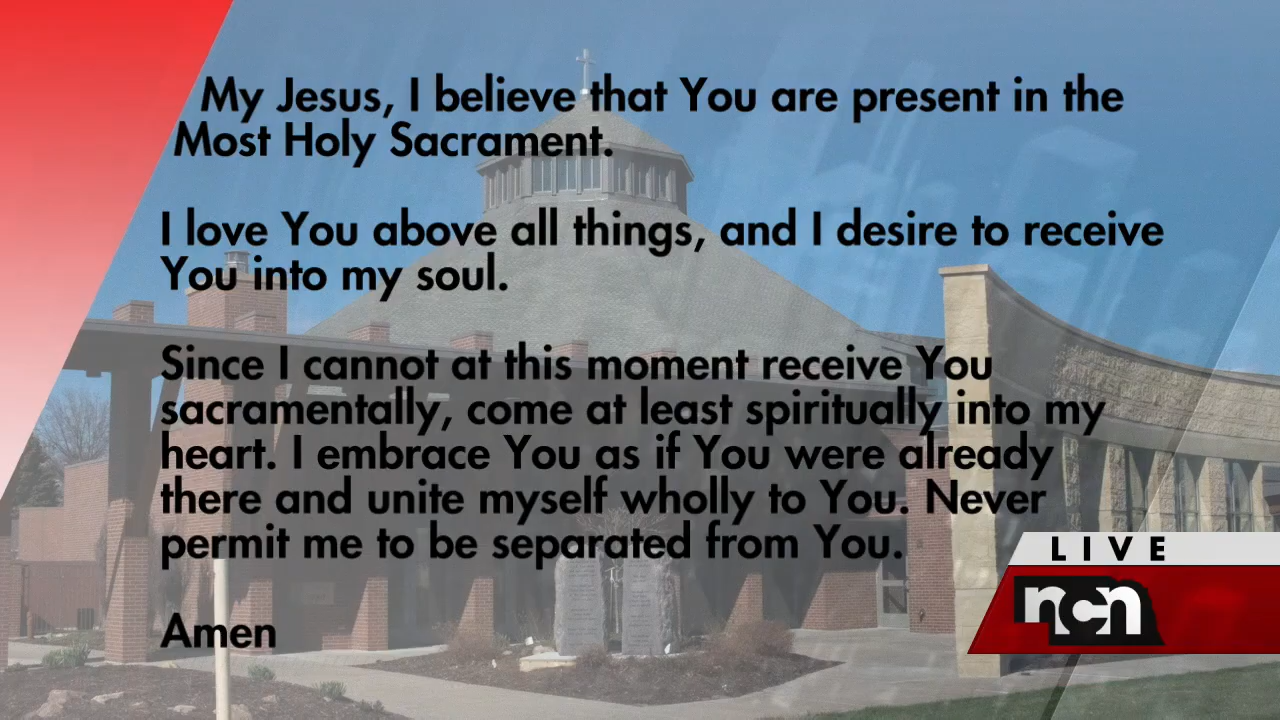 My Jesus, I believe that You are present in the
Most Holy Sacrament.
I love You above all things, and I desire to receive
You into my soul.
Since I cannot at this moment receive You
sacramentally, come at least spiritually into my
heart. I embrace You as if You were already
there and unite myself wholly to You. Never
permit me to be separated from You.
Amen
LIVE
ncn